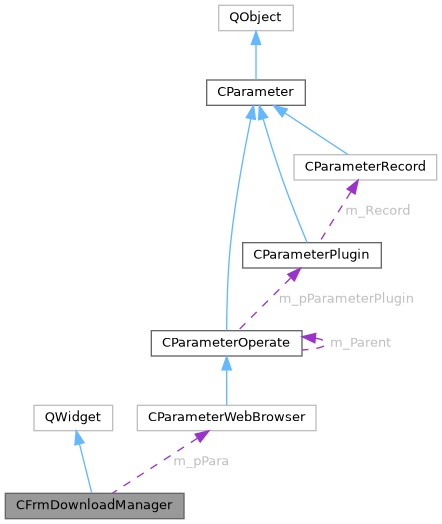 QObject
CParameter
CParameterRecord
m_Record
CParameterPlugin
m_pParameterPlugin
CParameterOperate
m_Parent
QWidget
CParameterWebBrowser
m_pPara
CFrmDownloadManager